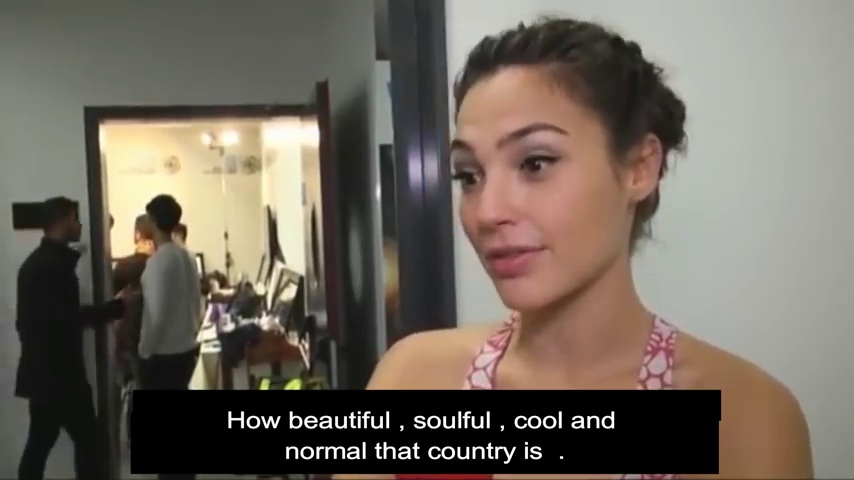 How beautiful , soulful , cool and
normal that country is  .